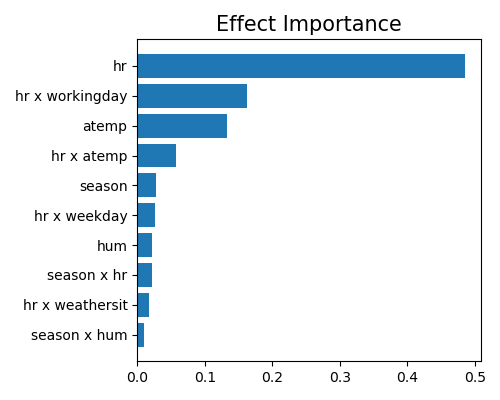 Effect Importance
hr
hr x workingday
atemp
hr x atemp
season
hr x weekday
hum
season x hr
hr x weathersit
season x hum
0.0 0.1 0.2 0.3 0.4 0.5